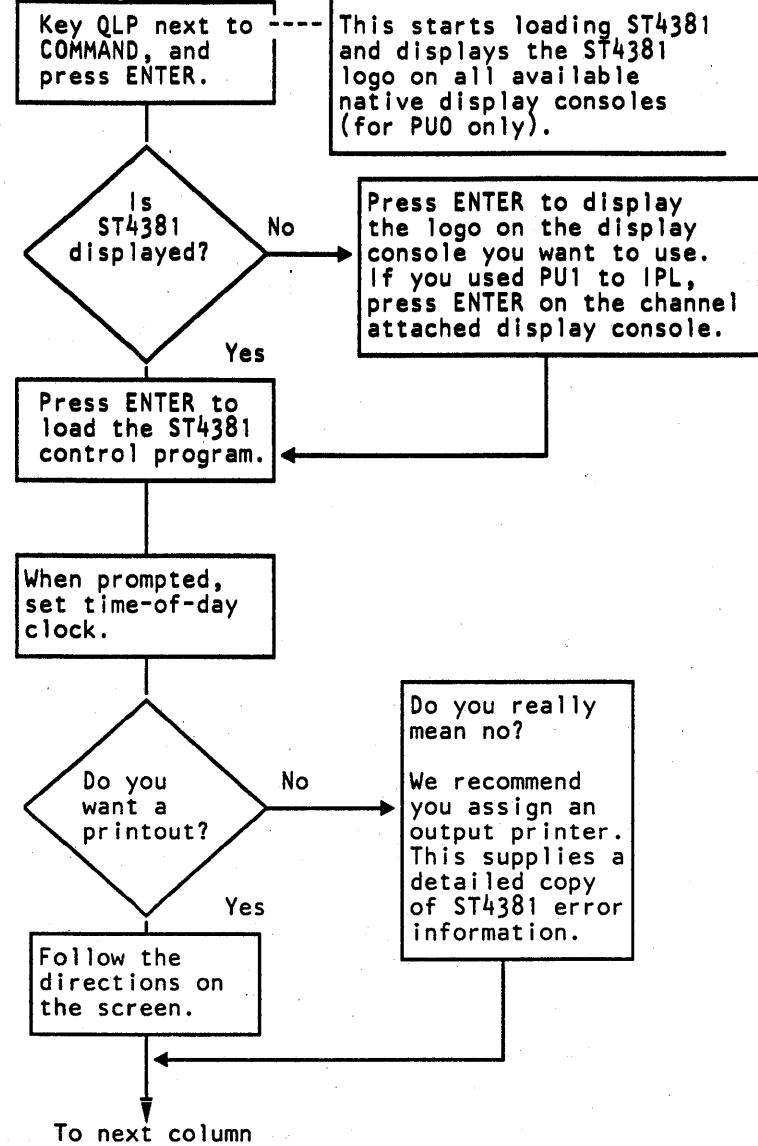 Key QLP next to
COMMAND, and
press ENTER.
This starts loading ST4381
and displays the ST4381
logo on all available
native display consoles
(for PU0 only).
Is
ST4381
displayed?
No
Press ENTER to display
the logo on the display
console you want to use.
If you used PU1 to IPL,
press ENTER on the channel
attached display console.
Yes
Press ENTER to
load the ST4381
control program.
When prompted,
set time-of-day
clock.
Do you
want a
printout?
No
Do you really
mean no?
We recommend
you assign an
output printer.
This supplies a
detailed copy
of ST4381 error
information.
Yes
Follow the
directions on
the screen.
To next column